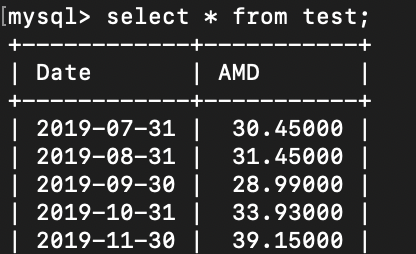 [mysql> select * from test;
+------------+-----------+
| Date       | AMD       |
+------------+-----------+
| 2019-07-31 |  30.45000 |
| 2019-08-31 |  31.45000 |
| 2019-09-30 |  28.99000 |
| 2019-10-31 |  33.93000 |
| 2019-11-30 |  39.15000 |